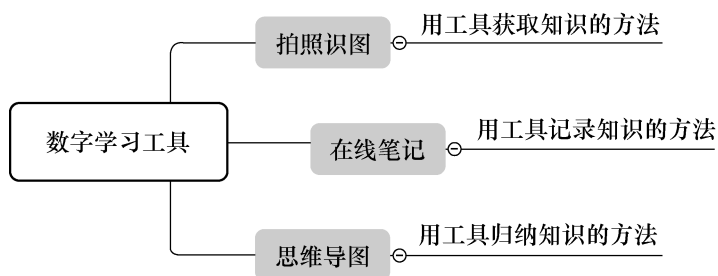 用工具获取知识的方法
拍照识图
数字学习工具
用工具记录知识的方法
在线笔记
用工具归纳知识的方法
思维导图